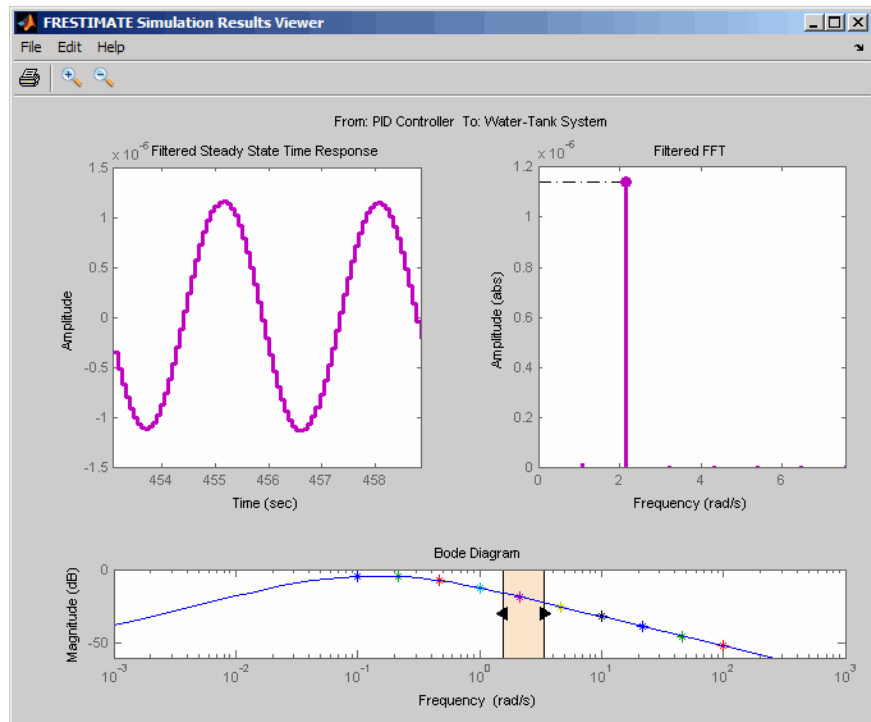 FRESTIMATE Simulation Results Viewer
File Edit Help
From: PID Controller To: Water-Tank System
x 10^-6 Filtered Steady State Time Response
1.5
1
0.5
0
-0.5
-1
-1.5
Amplitude
454 455 456 457 458
Time (sec)
x 10^-6 Filtered FFT
1.2
1
0.8
0.6
0.4
0.2
0
Amplitude (abs)
0 2 4 6
Frequency (rad/s)
Bode Diagram
0
-50
Magnitude (dB)
10^-3 10^-2 10^-1 10^0 10^1 10^2 10^3
Frequency (rad/s)